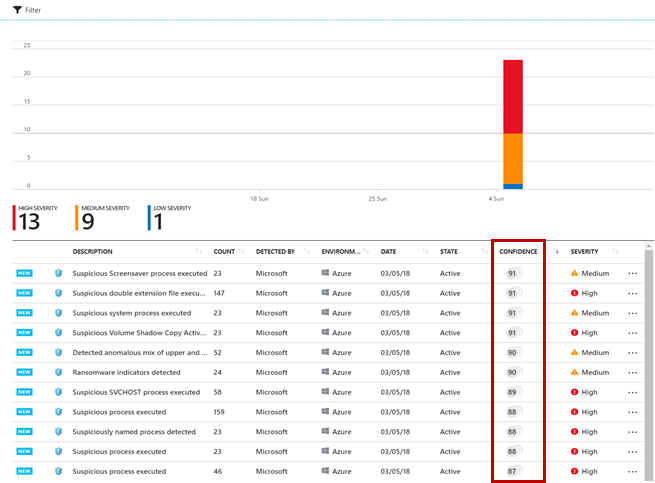 Filter
25
20
15
10
5
0
18 Sun 25 Sun 4 Sun
HIGH SEVERITY MEDIUM SEVERITY LOW SEVERITY
13 9 1
DESCRIPTION COUNT DETECTED BY ENVIRONM... DATE STATE CONFIDENCE SEVERITY
NEW Suspicious Screensaver process executed 23 Microsoft Azure 03/05/18 Active 91 Medium ...
NEW Suspicious double extension file execu... 147 Microsoft Azure 03/05/18 Active 91 High ...
NEW Suspicious system process executed 23 Microsoft Azure 03/05/18 Active 91 Medium ...
NEW Suspicious Volume Shadow Copy Activ... 23 Microsoft Azure 03/05/18 Active 91 High ...
NEW Detected anomalous mix of upper and ... 52 Microsoft Azure 03/05/18 Active 90 Medium ...
NEW Ransomware indicators detected 24 Microsoft Azure 03/05/18 Active 90 Medium ...
NEW Suspicious SVCHOST process executed 58 Microsoft Azure 03/05/18 Active 89 High ...
NEW Suspicious process executed 159 Microsoft Azure 03/05/18 Active 88 High ...
NEW Suspiciously named process detected 23 Microsoft Azure 03/05/18 Active 88 High ...
NEW Suspicious process executed 23 Microsoft Azure 03/05/18 Active 88 High ...
NEW Suspicious process executed 46 Microsoft Azure 03/05/18 Active 87 High ...